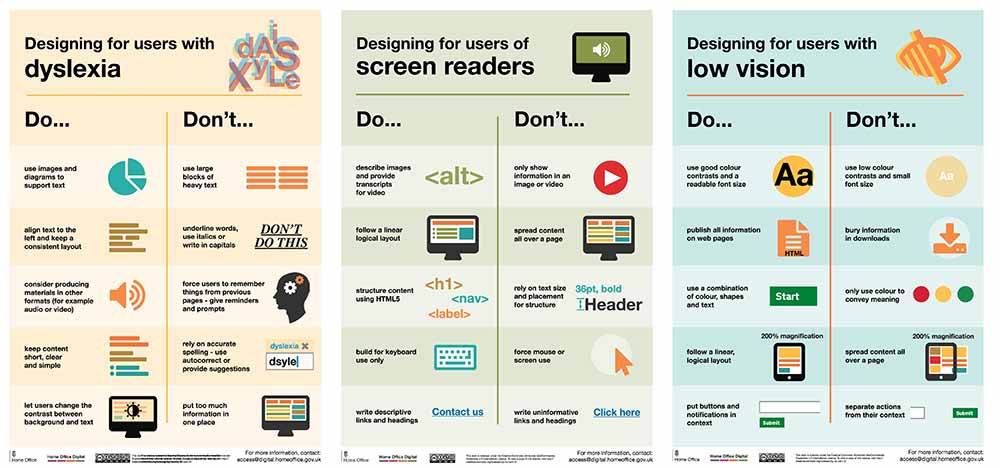 Designing for users with
dyslexia
dAiS
XyLe
Do...
Don't...
use images and
diagrams to
support text
use large
blocks of
heavy text
align text to the
left and keep a
consistent layout
underline words,
use italics or
write in capitals
DON'T
DO THIS
consider producing
materials in other
formats (for example
audio or video)
force users to remember
things from previous
pages - give reminders
and prompts
keep content
short, clear
and simple
rely on accurate
spelling - use
autocorrect or
provide suggestions
dyslexia X
dsyle
let users change the
contrast between
background and text
put too much
information in
one place
Home Office
Home Office Digital
For more information, contact:
access@digital.homeoffice.gov.uk
Designing for users of
screen readers
Do...
Don't...
describe images
and provide
transcripts
for video
<alt>
only show
information in an
image or video
follow a linear
logical layout
spread content
all over a page
structure content
using HTML5
<h1>
<nav>
<label>
rely on text size
and placement
for structure
36pt, bold
Header
build for keyboard
use only
force mouse or
screen use
write descriptive
links and headings
Contact us
write uninformative
links and headings
Click here
Home Office
Home Office Digital
For more information, contact:
access@digital.homeoffice.gov.uk
Designing for users with
low vision
Do...
Don't...
use good colour
contrasts and a
readable font size
Aa
use low colour
contrasts and small
font size
Aa
publish all information
on web pages
HTML
bury information
in downloads
use a combination
of colour, shapes
and text
Start
only use colour to
convey meaning
follow a linear,
logical layout
200% magnification
spread content all
over a page
200% magnification
put buttons and
notifications in
context
Submit
separate actions
from their context
Submit
Home Office
Home Office Digital
For more information, contact:
access@digital.homeoffice.gov.uk